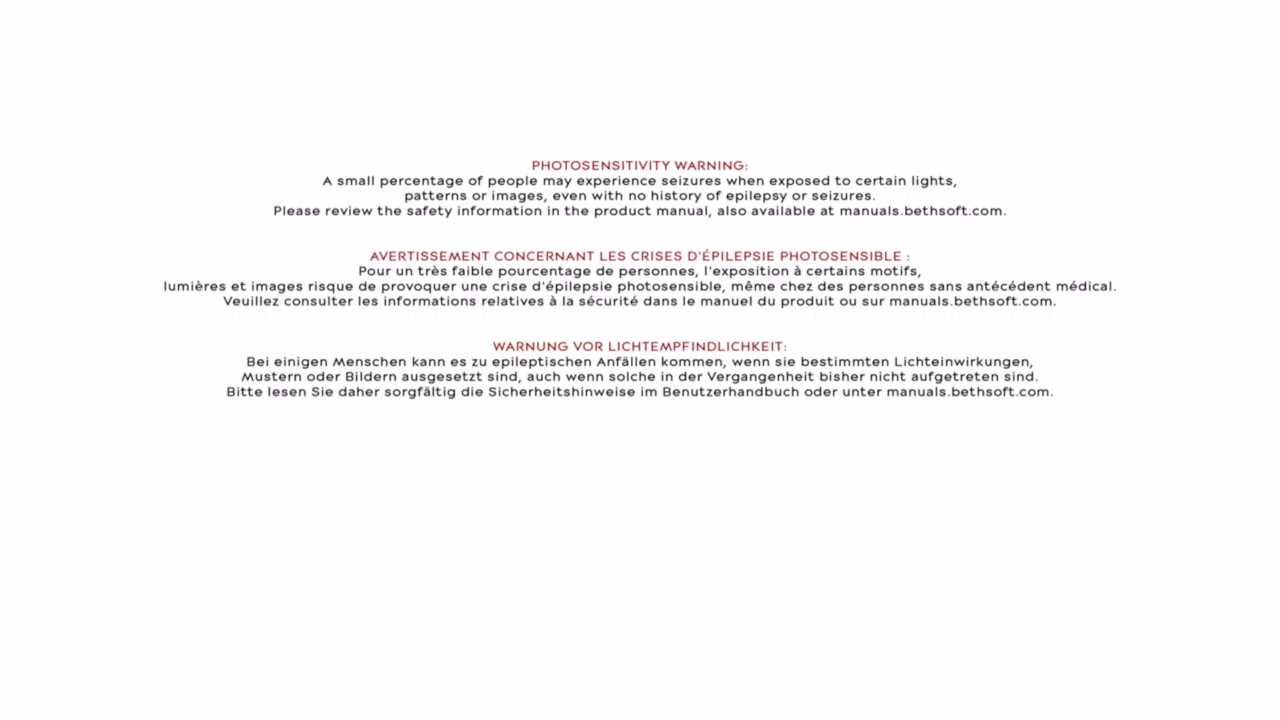 PHOTOSENSITIVITY WARNING:
A small percentage of people may experience seizures when exposed to certain lights,
patterns or images, even with no history of epilepsy or seizures.
Please review the safety information in the product manual, also available at manuals.bethsoft.com.
AVERTISSEMENT CONCERNANT LES CRISES D'ÉPILEPSIE PHOTOSENSIBLE :
Pour un très faible pourcentage de personnes, l'exposition à certains motifs,
lumières et images risque de provoquer une crise d'épilepsie photosensible, même chez des personnes sans antécédent médical.
Veuillez consulter les informations relatives à la sécurité dans le manuel du produit ou sur manuals.bethsoft.com.
WARNUNG VOR LICHTEMPFINDLICHKEIT:
Bei einigen Menschen kann es zu epileptischen Anfällen kommen, wenn sie bestimmten Lichteinwirkungen,
Mustern oder Bildern ausgesetzt sind, auch wenn solche in der Vergangenheit bisher nicht aufgetreten sind.
Bitte lesen Sie daher sorgfältig die Sicherheitshinweise im Benutzerhandbuch oder unter manuals.bethsoft.com.